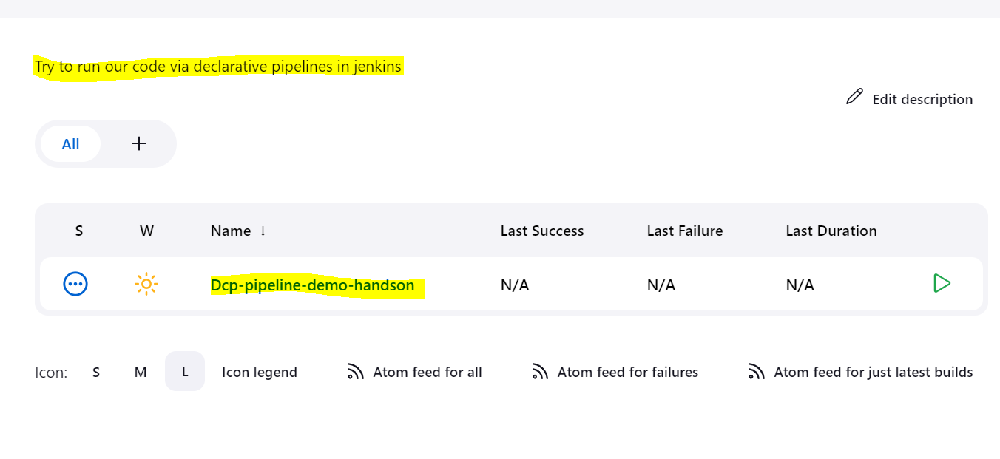 Try to run our code via declarative pipelines in jenkins
Edit description
All +
S W Name ↓ Last Success Last Failure Last Duration
Dcp-pipeline-demo-handson N/A N/A N/A
Icon: S M L Icon legend Atom feed for all Atom feed for failures Atom feed for just latest builds